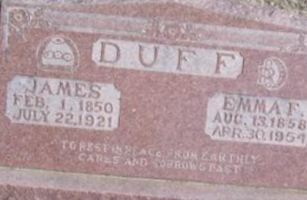 DUFF
JAMES
FEB. 1, 1850
JULY 22, 1921
EMMA F.
AUG. 13, 1858
APR. 30, 1954
TO REST IN PEACE FROM EARTHLY
CARES AND SORROWS PAST